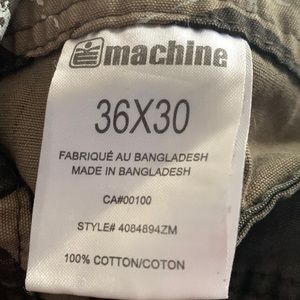 machine
36X30
FABRIQUÉ AU BANGLADESH
MADE IN BANGLADESH
CA#00100
STYLE# 4084894ZM
100% COTTON/COTON